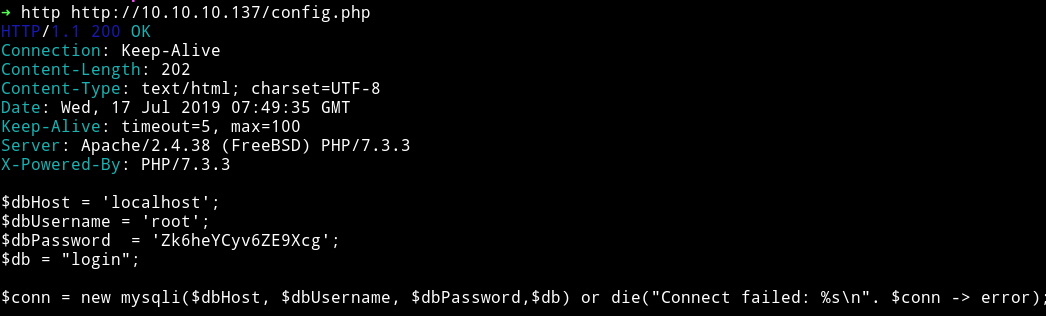 ➜ http http://10.10.10.137/config.php
HTTP/1.1 200 OK
Connection: Keep-Alive
Content-Length: 202
Content-Type: text/html; charset=UTF-8
Date: Wed, 17 Jul 2019 07:49:35 GMT
Keep-Alive: timeout=5, max=100
Server: Apache/2.4.38 (FreeBSD) PHP/7.3.3
X-Powered-By: PHP/7.3.3

$dbHost = 'localhost';
$dbUsername = 'root';
$dbPassword  = 'Zk6heYCyv6ZE9Xcg';
$db = "login";

$conn = new mysqli($dbHost, $dbUsername, $dbPassword,$db) or die("Connect failed: %s\n". $conn -> error);